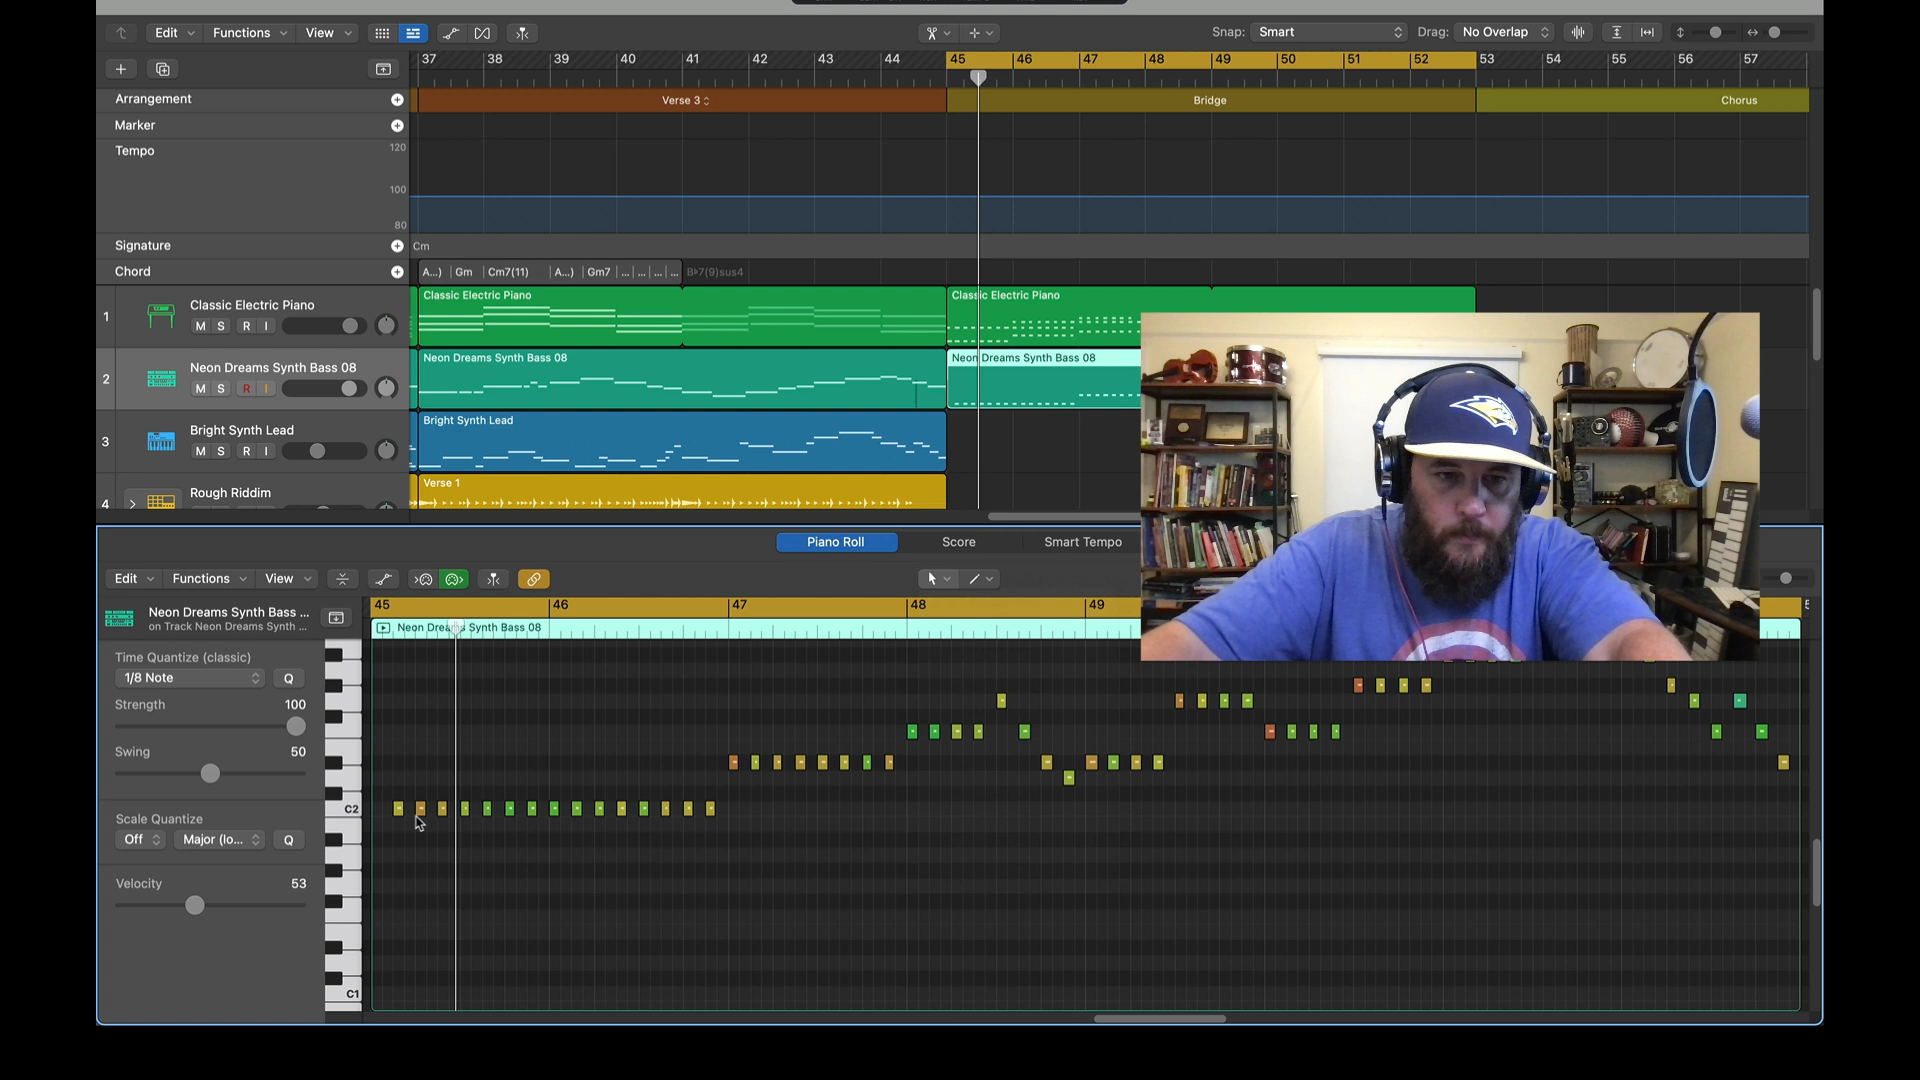 Edit
Functions
View
Snap: Smart
Drag: No Overlap
37 38 39 40 41 42 43 44 45 46 47 48 49 50 51 52 53 54 55 56 57
Arrangement
Verse 3
Bridge
Chorus
Marker
Tempo
120
100
80
Signature
Cm
Chord
A...) Gm Cm7(11) A...) Gm7 ... ... ... ... B♭7(9)sus4
1
Classic Electric Piano
M S R I
Classic Electric Piano
Classic Electric Piano
2
Neon Dreams Synth Bass 08
M S R I
Neon Dreams Synth Bass 08
Neon Dreams Synth Bass 08
3
Bright Synth Lead
M S R I
Bright Synth Lead
4
Rough Riddim
Verse 1
Piano Roll
Score
Smart Tempo
Edit
Functions
View
45 46 47 48 49
Neon Dreams Synth Bass ...
on Track Neon Dreams Synth ...
Neon Dreams Synth Bass 08
Time Quantize (classic)
1/8 Note
Q
Strength 100
Swing 50
Scale Quantize
Off
Major (lo...
Q
Velocity 53
C2
C1